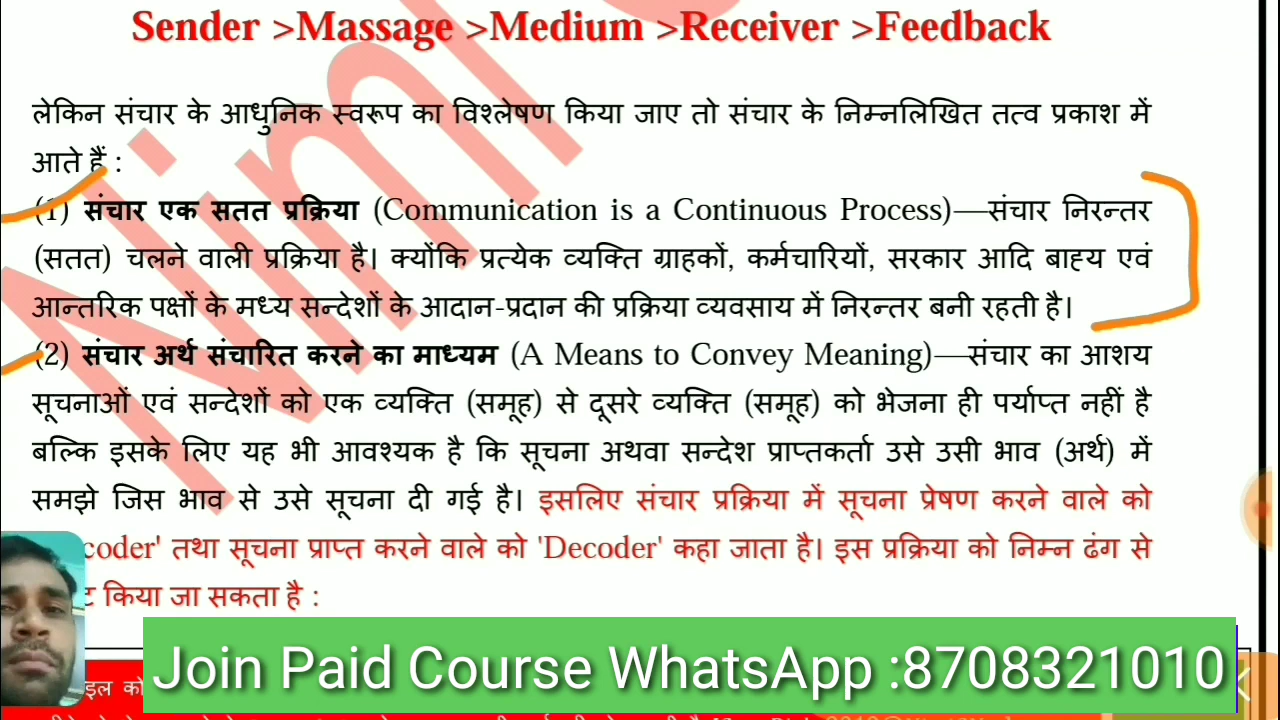 Sender >Massage >Medium >Receiver >Feedback
लेकिन संचार के आधुनिक स्वरूप का विश्लेषण किया जाए तो संचार के निम्नलिखित तत्व प्रकाश में
आते हैं :
(1) संचार एक सतत प्रक्रिया (Communication is a Continuous Process)—संचार निरन्तर
(सतत) चलने वाली प्रक्रिया है। क्योंकि प्रत्येक व्यक्ति ग्राहकों, कर्मचारियों, सरकार आदि बाह्य एवं
आन्तरिक पक्षों के मध्य सन्देशों के आदान-प्रदान की प्रक्रिया व्यवसाय में निरन्तर बनी रहती है।
(2) संचार अर्थ संचारित करने का माध्यम (A Means to Convey Meaning)—संचार का आशय
सूचनाओं एवं सन्देशों को एक व्यक्ति (समूह) से दूसरे व्यक्ति (समूह) को भेजना ही पर्याप्त नहीं है
बल्कि इसके लिए यह भी आवश्यक है कि सूचना अथवा सन्देश प्राप्तकर्ता उसे उसी भाव (अर्थ) में
समझे जिस भाव से उसे सूचना दी गई है। इसलिए संचार प्रक्रिया में सूचना प्रेषण करने वाले को
coder' तथा सूचना प्राप्त करने वाले को 'Decoder' कहा जाता है। इस प्रक्रिया को निम्न ढंग से
किया जा सकता है :
Join Paid Course WhatsApp :8708321010